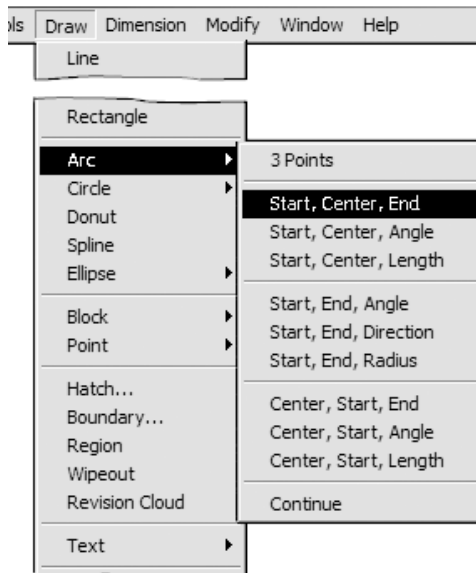 ols Draw Dimension Modify Window Help
Line
Rectangle
Arc
Circle
Donut
Spline
Ellipse
Block
Point
Hatch...
Boundary...
Region
Wipeout
Revision Cloud
Text
3 Points
Start, Center, End
Start, Center, Angle
Start, Center, Length
Start, End, Angle
Start, End, Direction
Start, End, Radius
Center, Start, End
Center, Start, Angle
Center, Start, Length
Continue